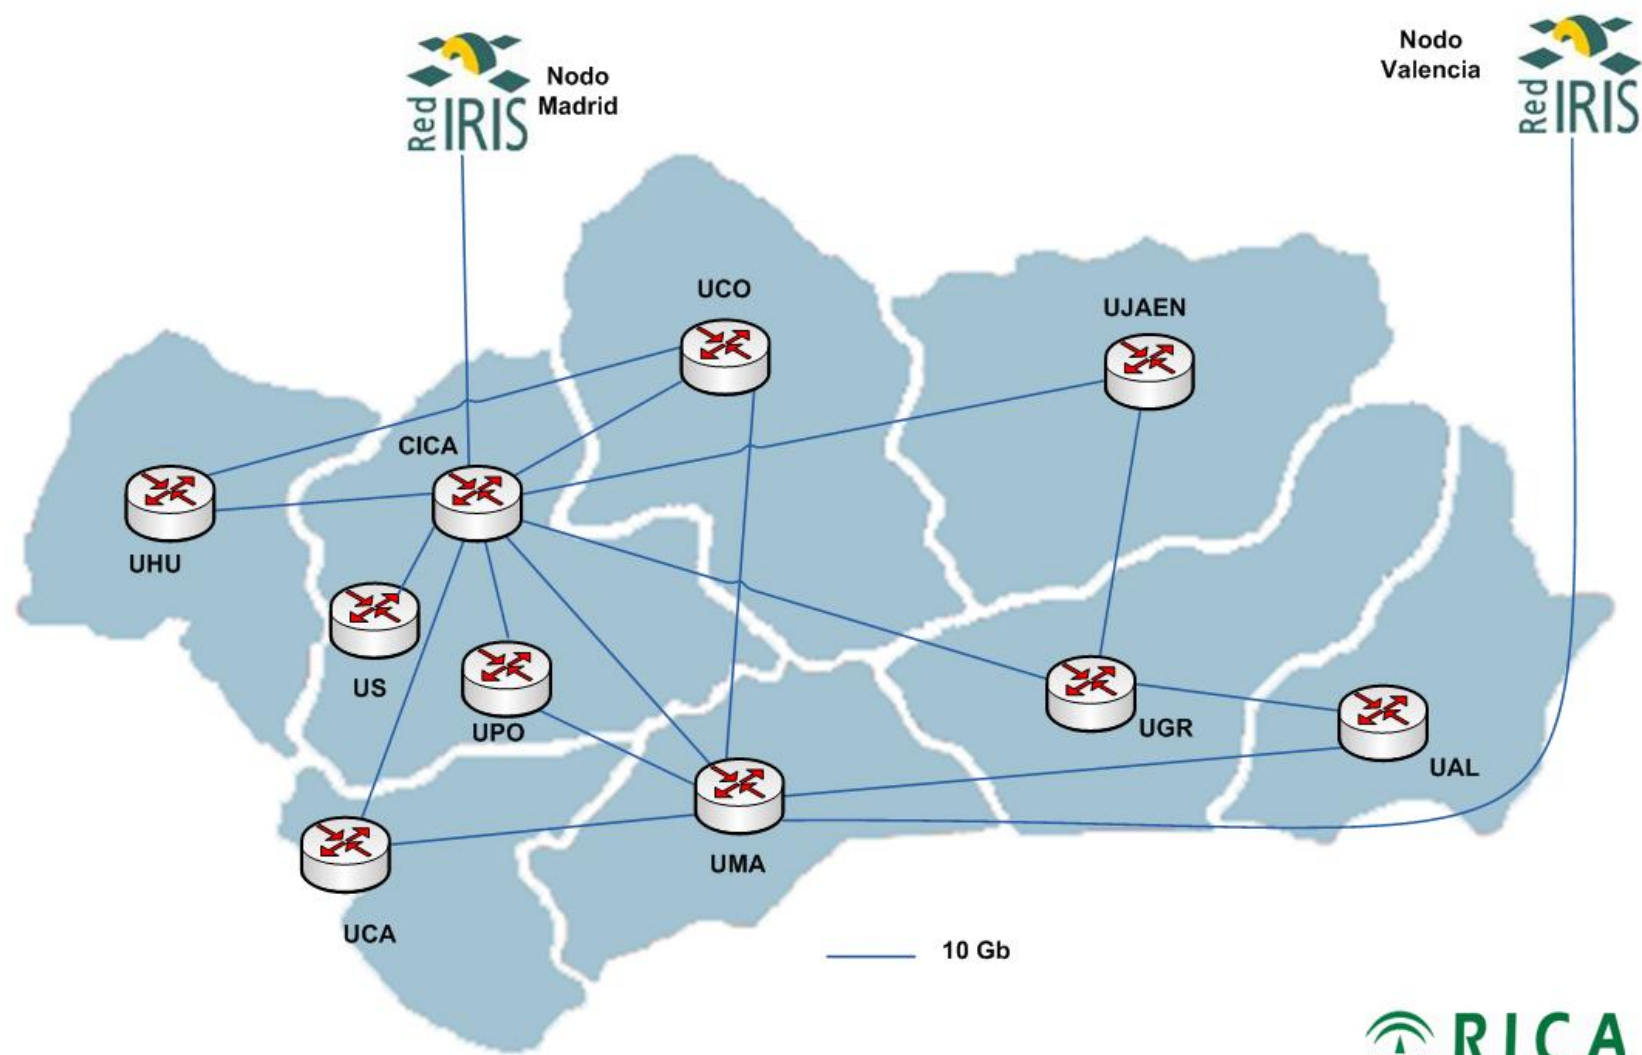 Nodo
Madrid
Red IRIS
Nodo
Valencia
Red IRIS
UCO
UJAEN
CICA
UHU
US
UPO
UGR
UAL
UMA
UCA
10 Gb
RICA